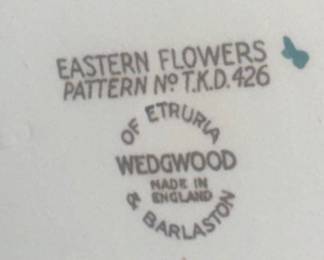 EASTERN FLOWERS
PATTERN Nº T.K.D. 426
OF ETRURIA
WEDGWOOD
MADE IN
ENGLAND
& BARLASTON